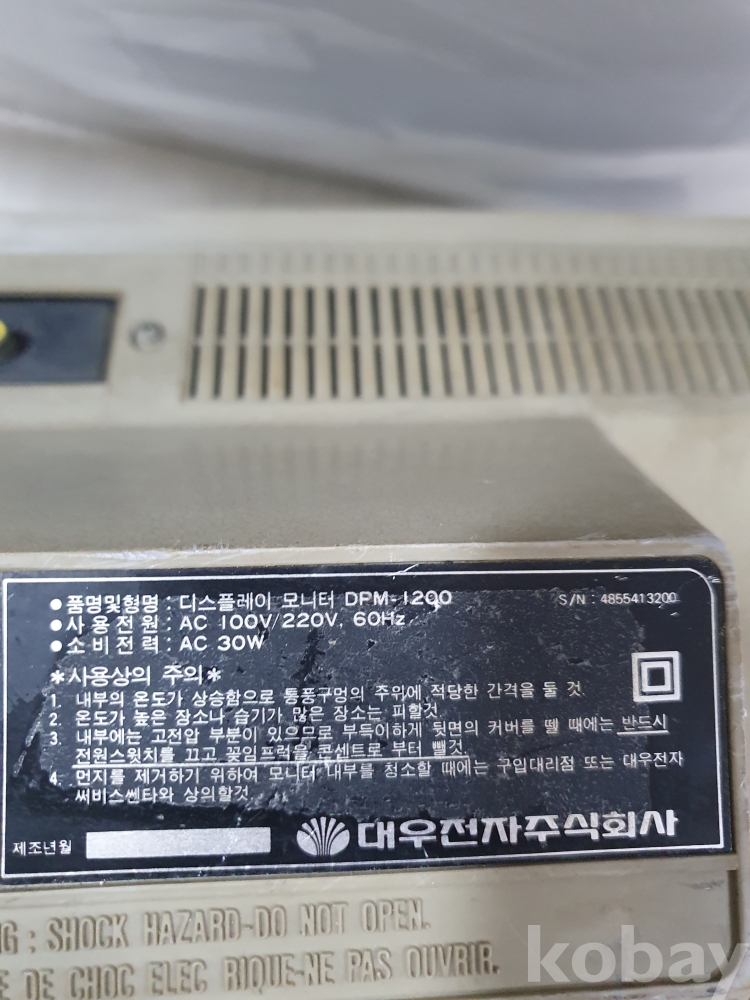 ● 품명및형명 : 디스플레이 모니터 DPM-1200 S/N : 4855413200
● 사용전원 : AC 100V/220V, 60Hz
● 소비전력 : AC 30W
*사용상의 주의*
1. 내부의 온도가 상승함으로 통풍구멍의 주위에 적당한 간격을 둘 것.
2. 온도가 높은 장소나 습기가 많은 장소는 피할것.
3. 내부에는 고전압 부분이 있으므로 부득이하게 뒷면의 커버를 뗄 때에는 반드시
전원스윗치를 끄고 꽂임프럭을 콘센트로 부터 뺄것.
4. 먼지를 제거하기 위하여 모니터 내부를 청소할 때에는 구입대리점 또는 대우전자
써비스쎈타와 상의할것.
제조년월
대우전자주식회사
G : SHOCK HAZARD-DO NOT OPEN.
E DE CHOC ELEC RIQUE-NE PAS OUVRIR.
kobay